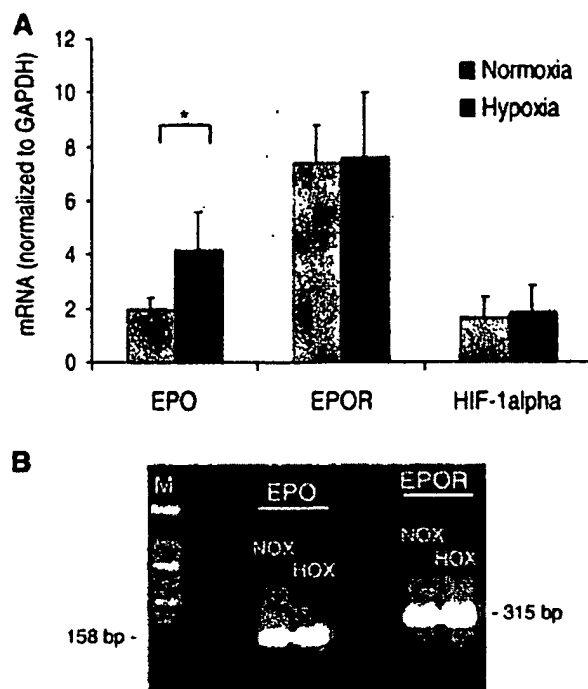 A
mRNA (normalized to GAPDH)
12
10
8
6
4
2
0
Normoxia
Hypoxia
*
EPO
EPOR
HIF-1alpha
B
M
EPO
EPOR
NOX
HOX
NOX
HOX
158 bp -
- 315 bp